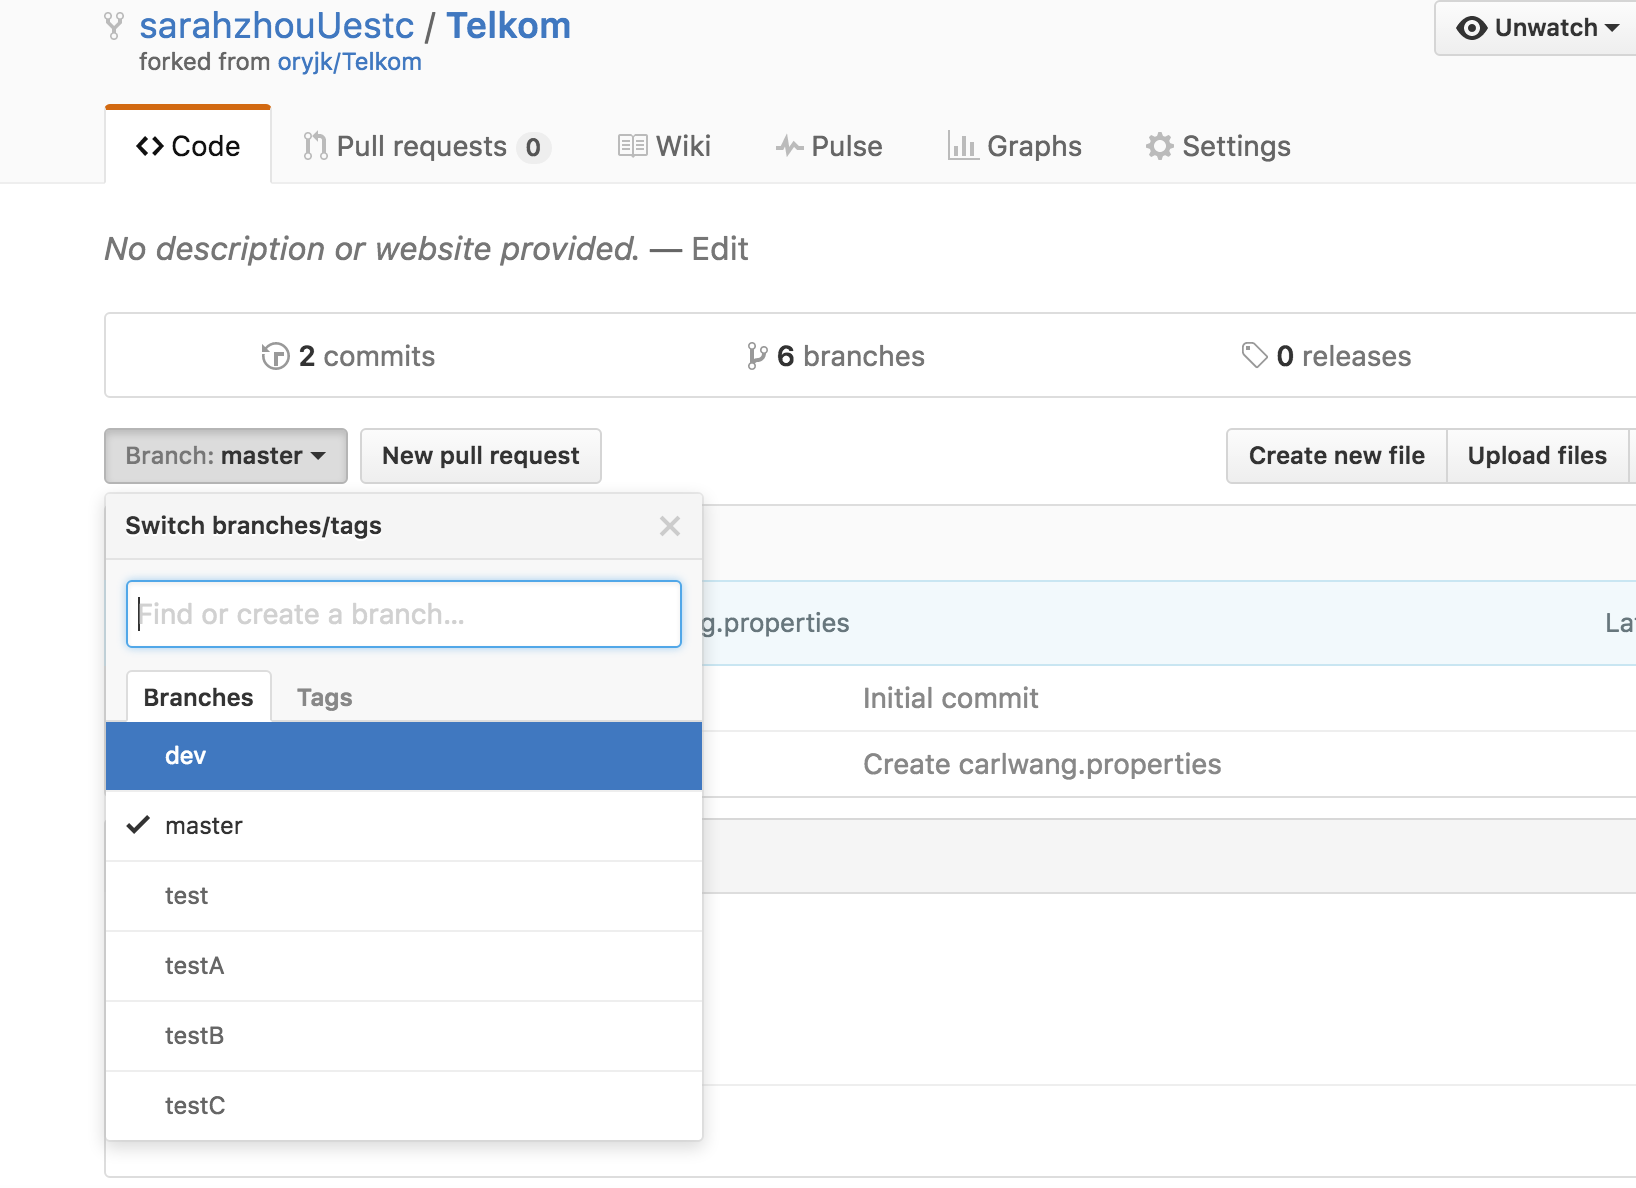 sarahzhouUestc / Telkom
Unwatch
forked from oryjk/Telkom
Code
Pull requests 0
Wiki
Pulse
Graphs
Settings
No description or website provided. — Edit
2 commits
6 branches
0 releases
Branch: master
New pull request
Create new file
Upload files
Switch branches/tags
Find or create a branch...
g.properties
La
Branches
Tags
Initial commit
dev
Create carlwang.properties
master
test
testA
testB
testC